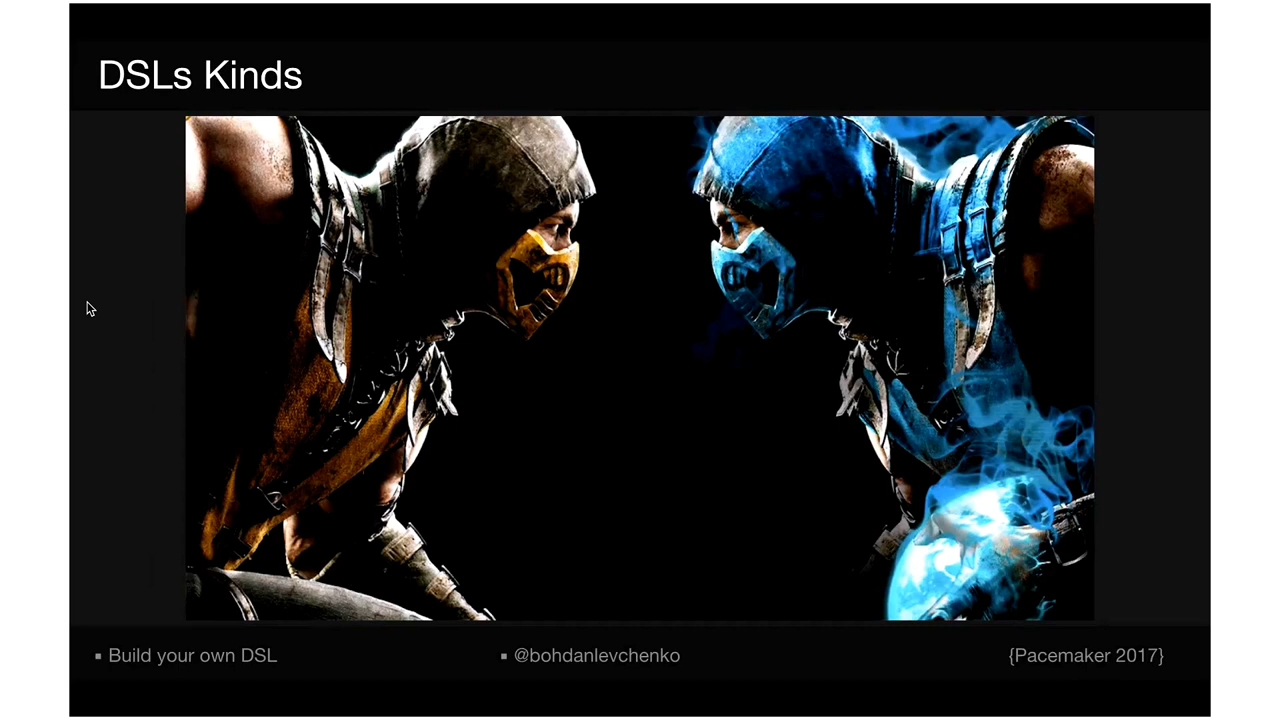 DSLs Kinds
▪ Build your own DSL
▪ @bohdanlevchenko
{Pacemaker 2017}